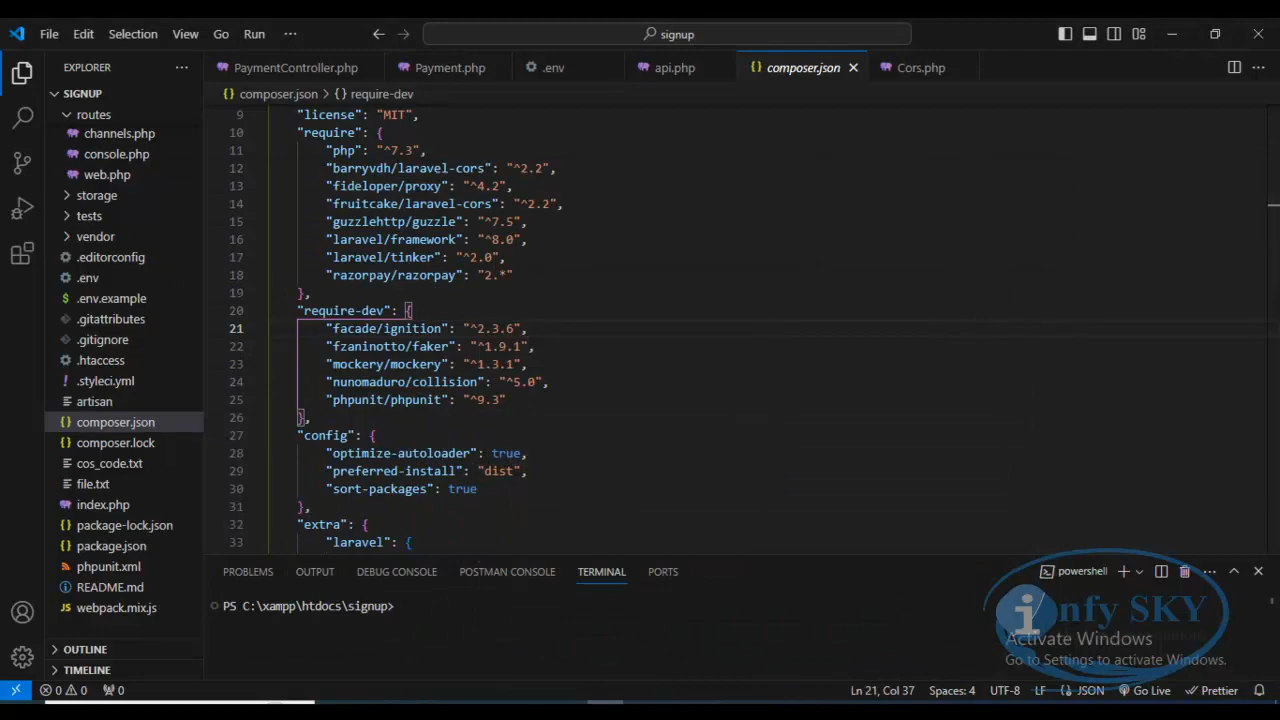 File Edit Selection View Go Run ··· signup
EXPLORER ··· PaymentController.php Payment.php .env api.php composer.json Cors.php ···
SIGNUP
composer.json > {} require-dev
routes
channels.php
console.php
web.php
storage
tests
vendor
.editorconfig
.env
.env.example
.gitattributes
.gitignore
.htaccess
.styleci.yml
artisan
composer.json
composer.lock
cos_code.txt
file.txt
index.php
package-lock.json
package.json
phpunit.xml
README.md
webpack.mix.js
OUTLINE
TIMELINE
9 "license": "MIT",
10 "require": {
11 "php": "^7.3",
12 "barryvdh/laravel-cors": "^2.2",
13 "fideloper/proxy": "^4.2",
14 "fruitcake/laravel-cors": "^2.2",
15 "guzzlehttp/guzzle": "^7.5",
16 "laravel/framework": "^8.0",
17 "laravel/tinker": "^2.0",
18 "razorpay/razorpay": "2.*"
19 },
20 "require-dev": {
21 "facade/ignition": "^2.3.6",
22 "fzaninotto/faker": "^1.9.1",
23 "mockery/mockery": "^1.3.1",
24 "nunomaduro/collision": "^5.0",
25 "phpunit/phpunit": "^9.3"
26 },
27 "config": {
28 "optimize-autoloader": true,
29 "preferred-install": "dist",
30 "sort-packages": true
31 },
32 "extra": {
33 "laravel": {
PROBLEMS OUTPUT DEBUG CONSOLE POSTMAN CONSOLE TERMINAL PORTS powershell ···
PS C:\xampp\htdocs\signup>
infy SKY
Activate Windows
Go to Settings to activate Windows.
0 0 0 Ln 21, Col 37 Spaces: 4 UTF-8 LF {} JSON Go Live Prettier